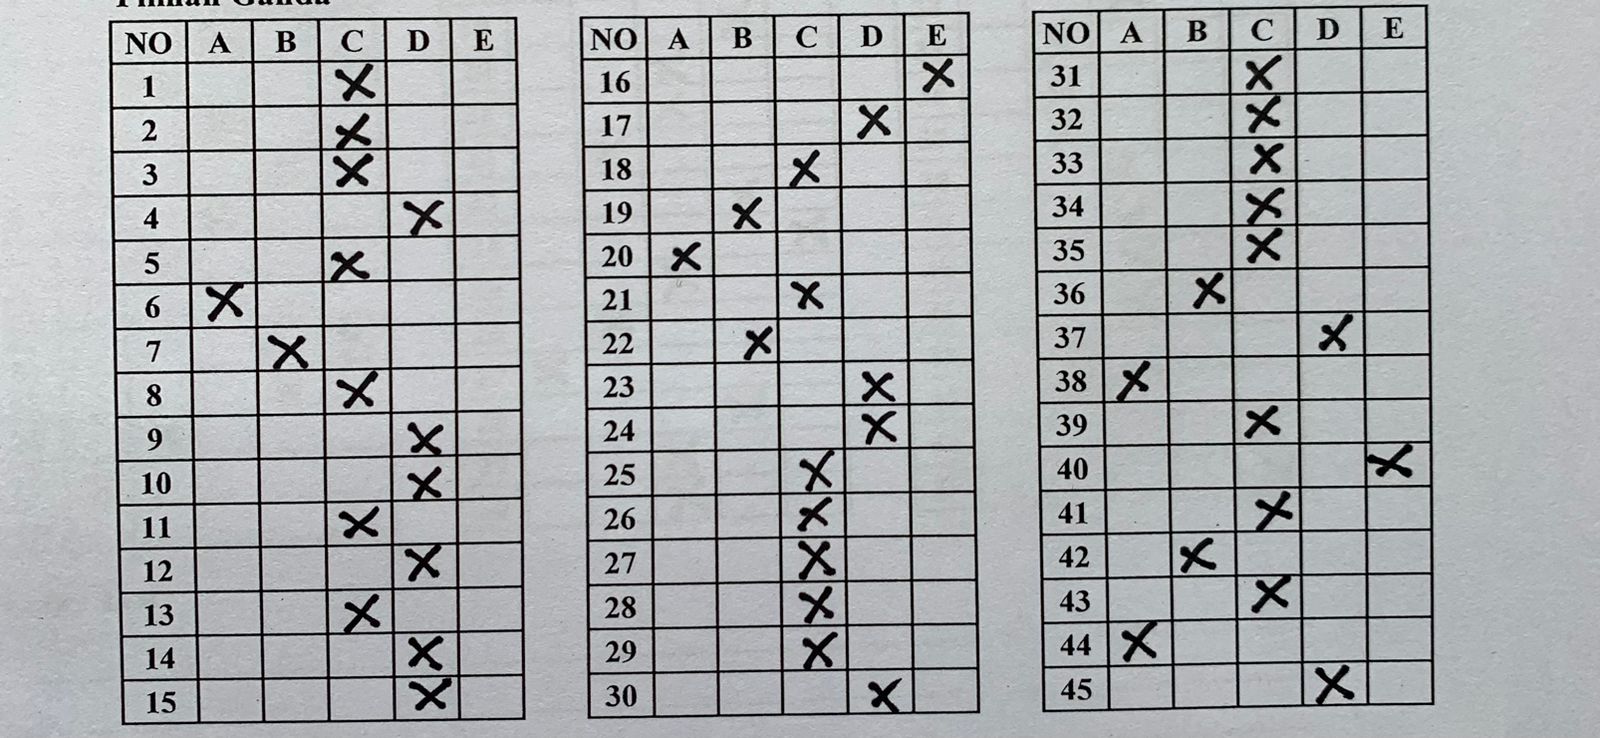 Pilihan Ganda
NO A B C D E
1 X
2 X
3 X
4 X
5 X
6 X
7 X
8 X
9 X
10 X
11 X
12 X
13 X
14 X
15 X
NO A B C D E
16 X
17 X
18 X
19 X
20 X
21 X
22 X
23 X
24 X
25 X
26 X
27 X
28 X
29 X
30 X
NO A B C D E
31 X
32 X
33 X
34 X
35 X
36 X
37 X
38 X
39 X
40 X
41 X
42 X
43 X
44 X
45 X